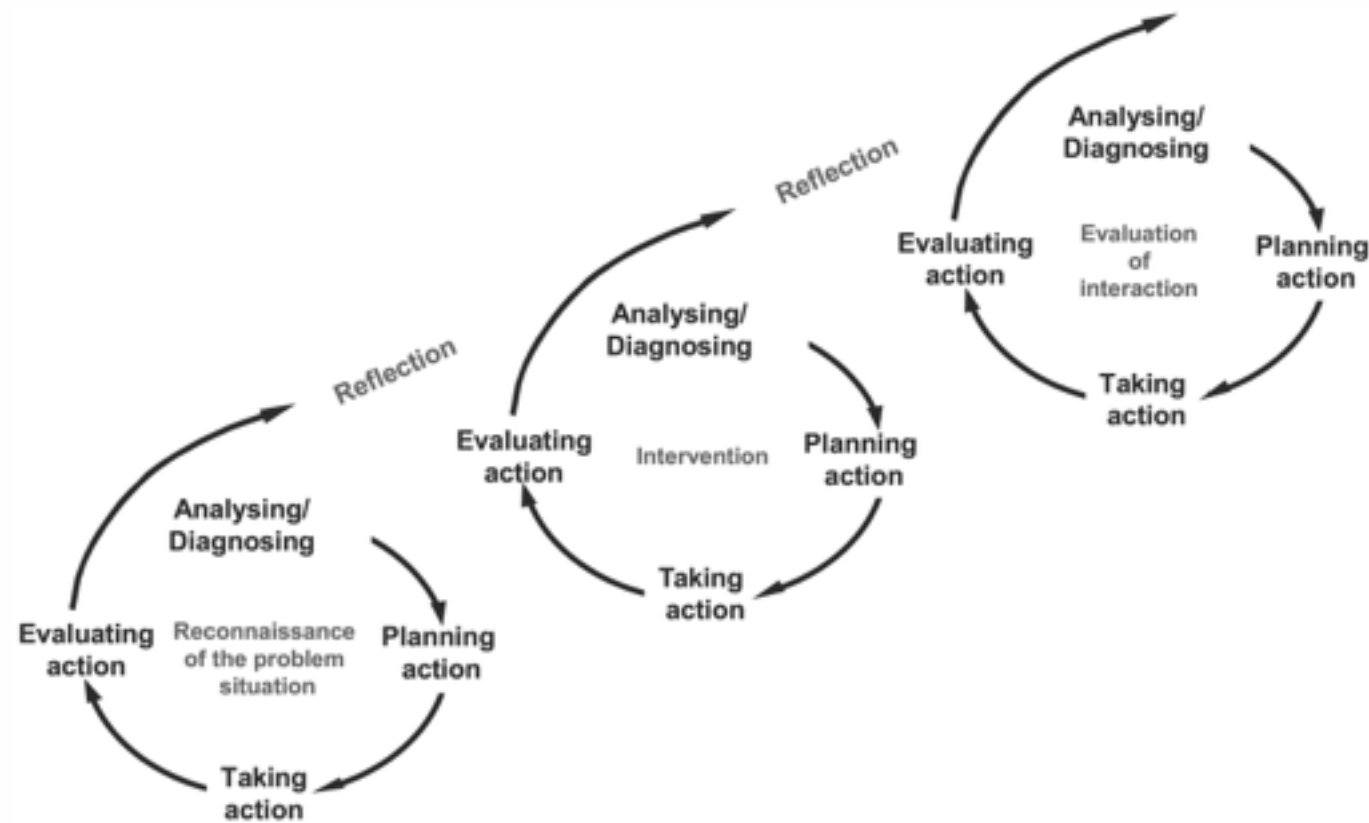 Analysing/
Diagnosing
Reflection
Evaluating
action
Evaluation
of
interaction
Planning
action
Analysing/
Diagnosing
Taking
action
Reflection
Evaluating
action
Intervention
Planning
action
Analysing/
Diagnosing
Taking
action
Evaluating
action
Reconnaissance
of the problem
situation
Planning
action
Taking
action